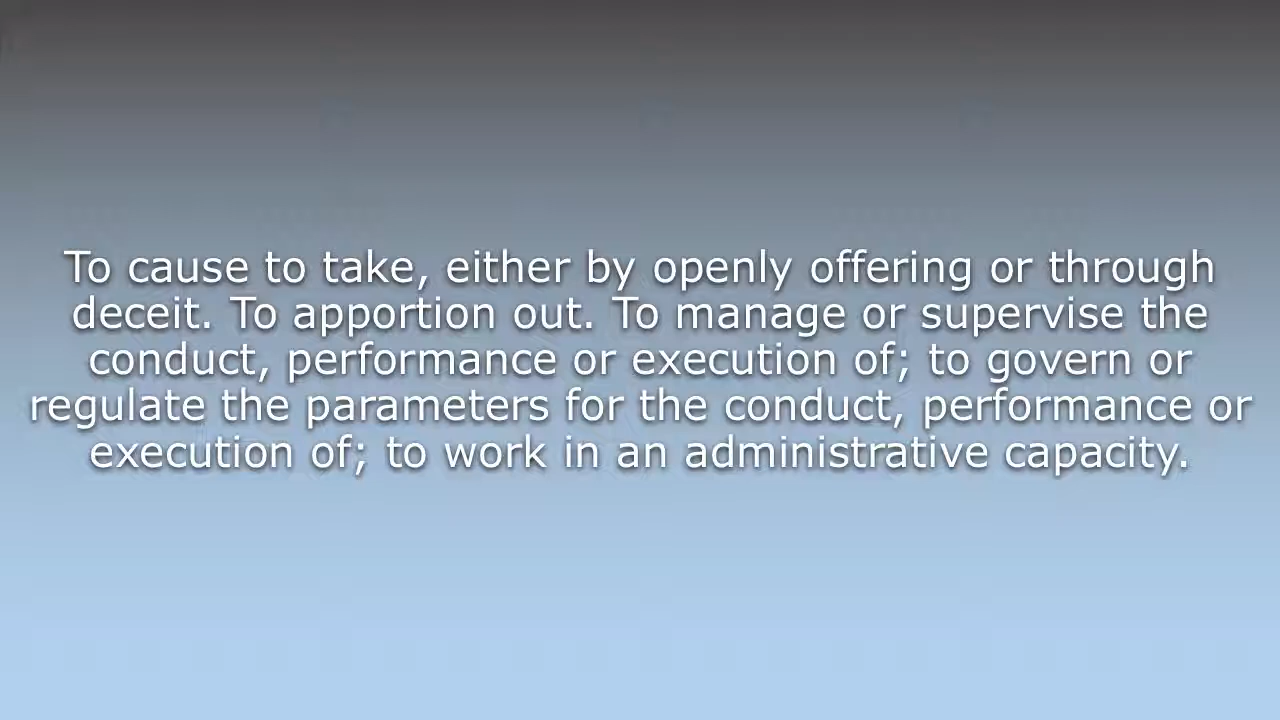 To cause to take, either by openly offering or through
deceit. To apportion out. To manage or supervise the
conduct, performance or execution of; to govern or
regulate the parameters for the conduct, performance or
execution of; to work in an administrative capacity.